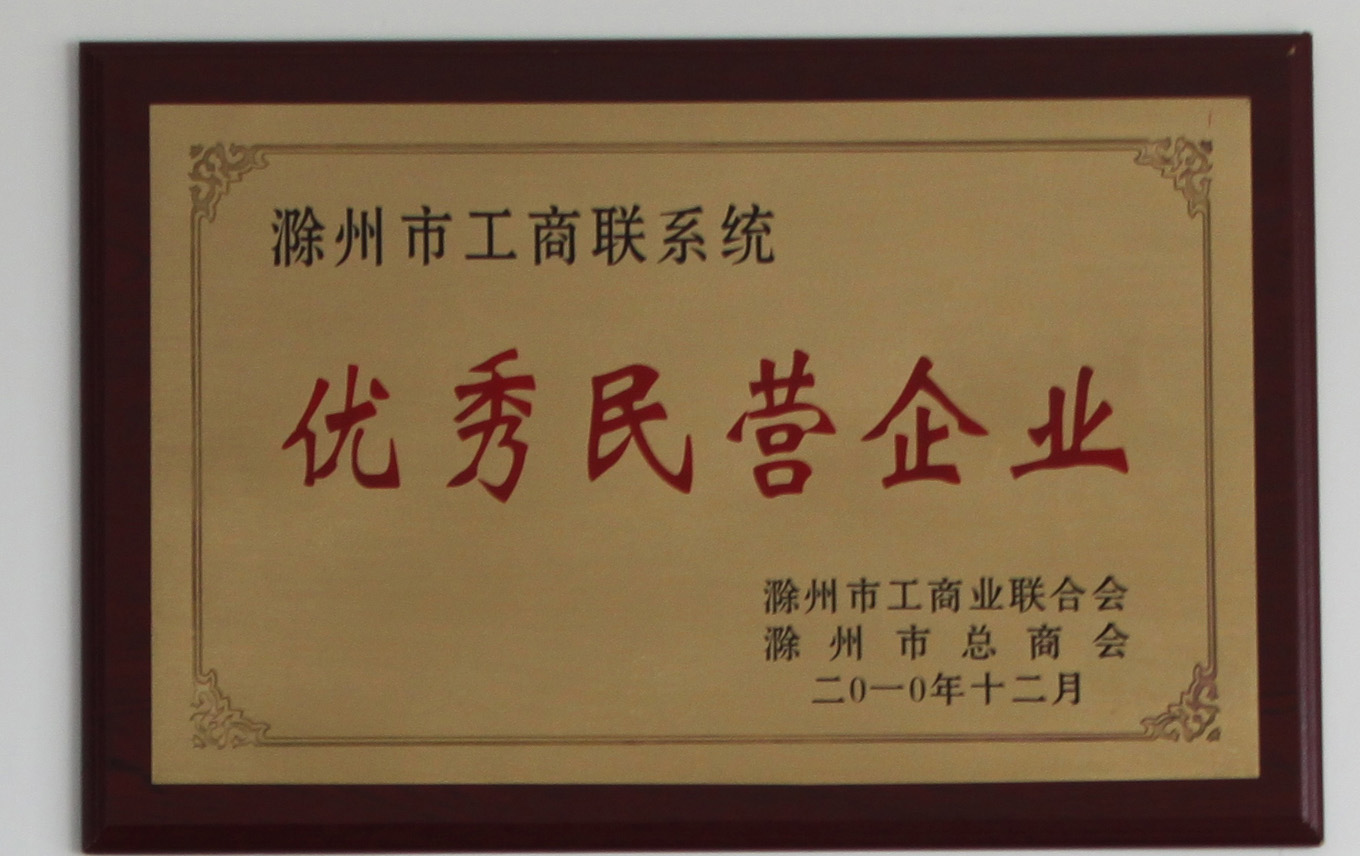 滁州市工商联系统
优秀民营企业
滁州市工商业联合会
滁州市总商会
二0一0年十二月